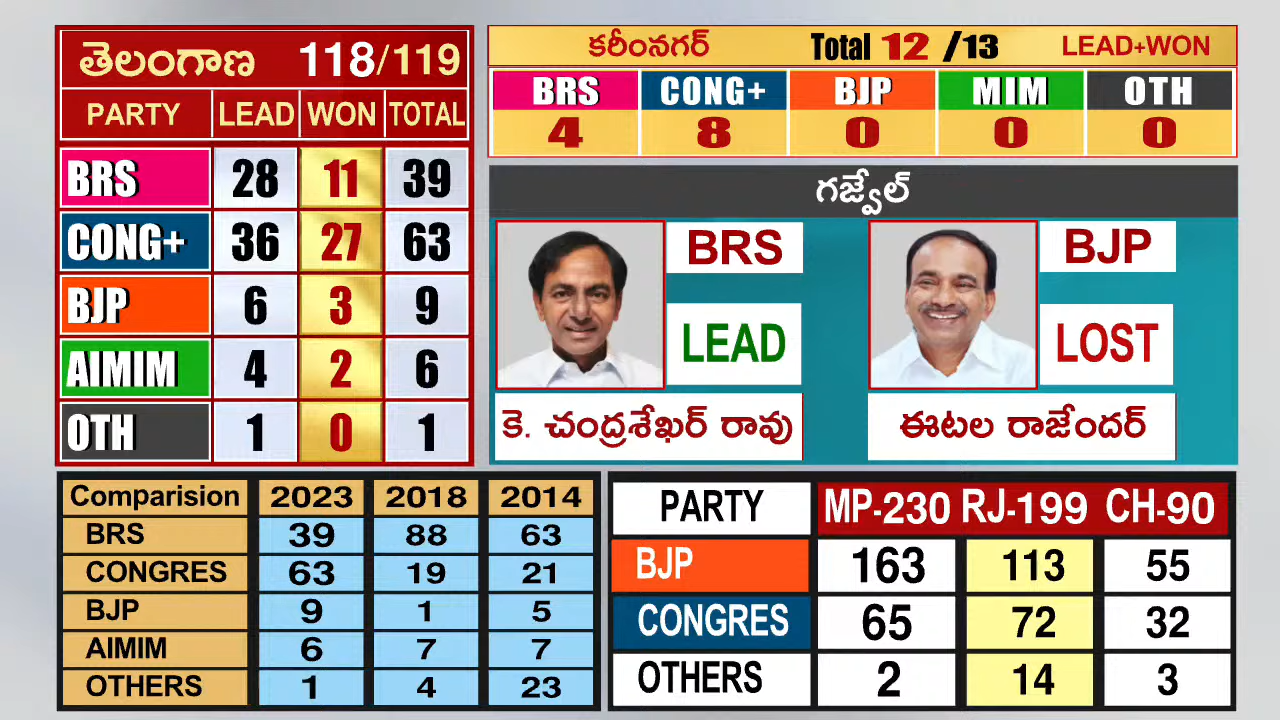 తెలంగాణ 118/119
PARTY LEAD WON TOTAL
BRS 28 11 39
CONG+ 36 27 63
BJP 6 3 9
AIMIM 4 2 6
OTH 1 0 1
కరీంనగర్ Total 12 /13 LEAD+WON
BRS CONG+ BJP MIM OTH
4 8 0 0 0
గజ్వేల్
BRS BJP
LEAD LOST
కె. చంద్రశేఖర్ రావు ఈటల రాజేందర్
Comparision 2023 2018 2014
BRS 39 88 63
CONGRES 63 19 21
BJP 9 1 5
AIMIM 6 7 7
OTHERS 1 4 23
PARTY MP-230 RJ-199 CH-90
BJP 163 113 55
CONGRES 65 72 32
OTHERS 2 14 3